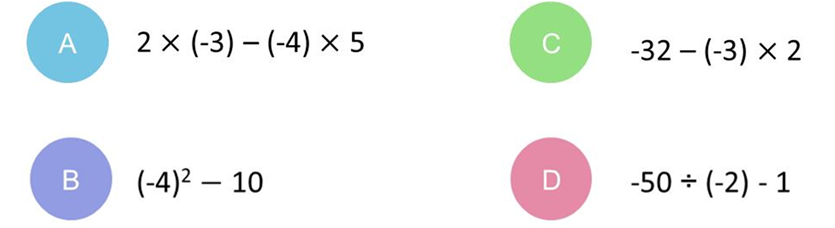 A 2 × (-3) – (-4) × 5
C -32 – (-3) × 2
B (-4)² – 10
D -50 ÷ (-2) - 1